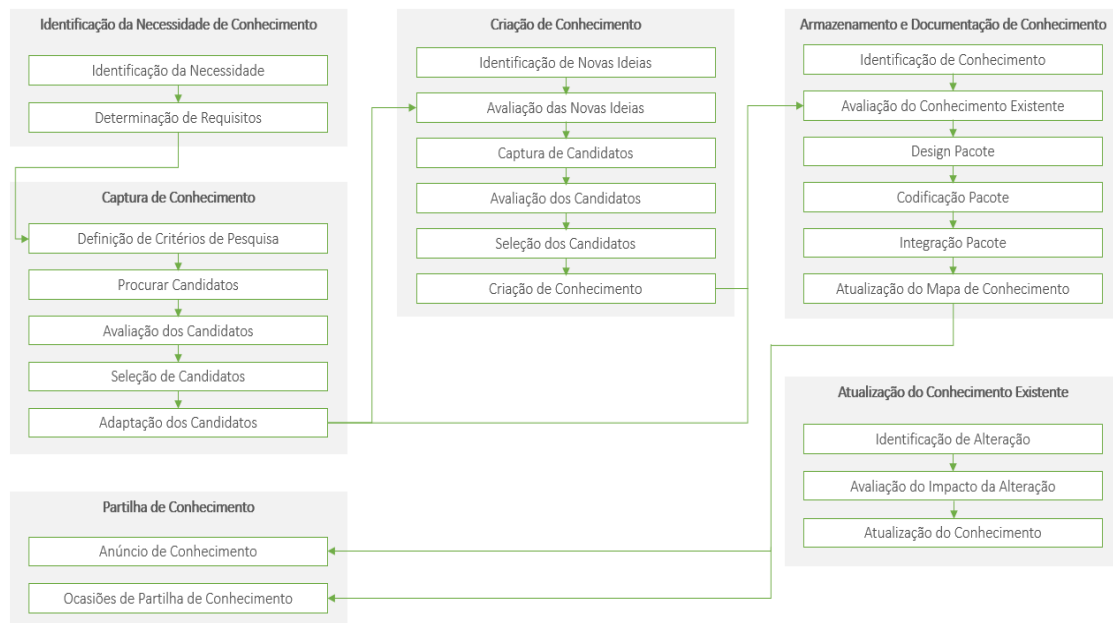 Identificação da Necessidade de Conhecimento
Identificação da Necessidade
Determinação de Requisitos
Captura de Conhecimento
Definição de Critérios de Pesquisa
Procurar Candidatos
Avaliação dos Candidatos
Seleção de Candidatos
Adaptação dos Candidatos
Partilha de Conhecimento
Anúncio de Conhecimento
Ocasiões de Partilha de Conhecimento
Criação de Conhecimento
Identificação de Novas Ideias
Avaliação das Novas Ideias
Captura de Candidatos
Avaliação dos Candidatos
Seleção dos Candidatos
Criação de Conhecimento
Armazenamento e Documentação de Conhecimento
Identificação de Conhecimento
Avaliação do Conhecimento Existente
Design Pacote
Codificação Pacote
Integração Pacote
Atualização do Mapa de Conhecimento
Atualização do Conhecimento Existente
Identificação de Alteração
Avaliação do Impacto da Alteração
Atualização do Conhecimento